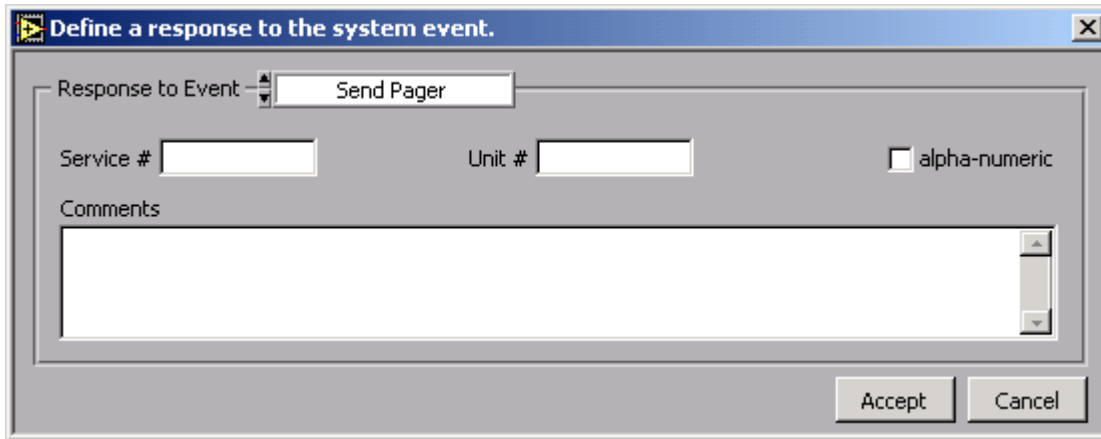 Define a response to the system event.
Response to Event Send Pager
Service # Unit # alpha-numeric
Comments
Accept Cancel